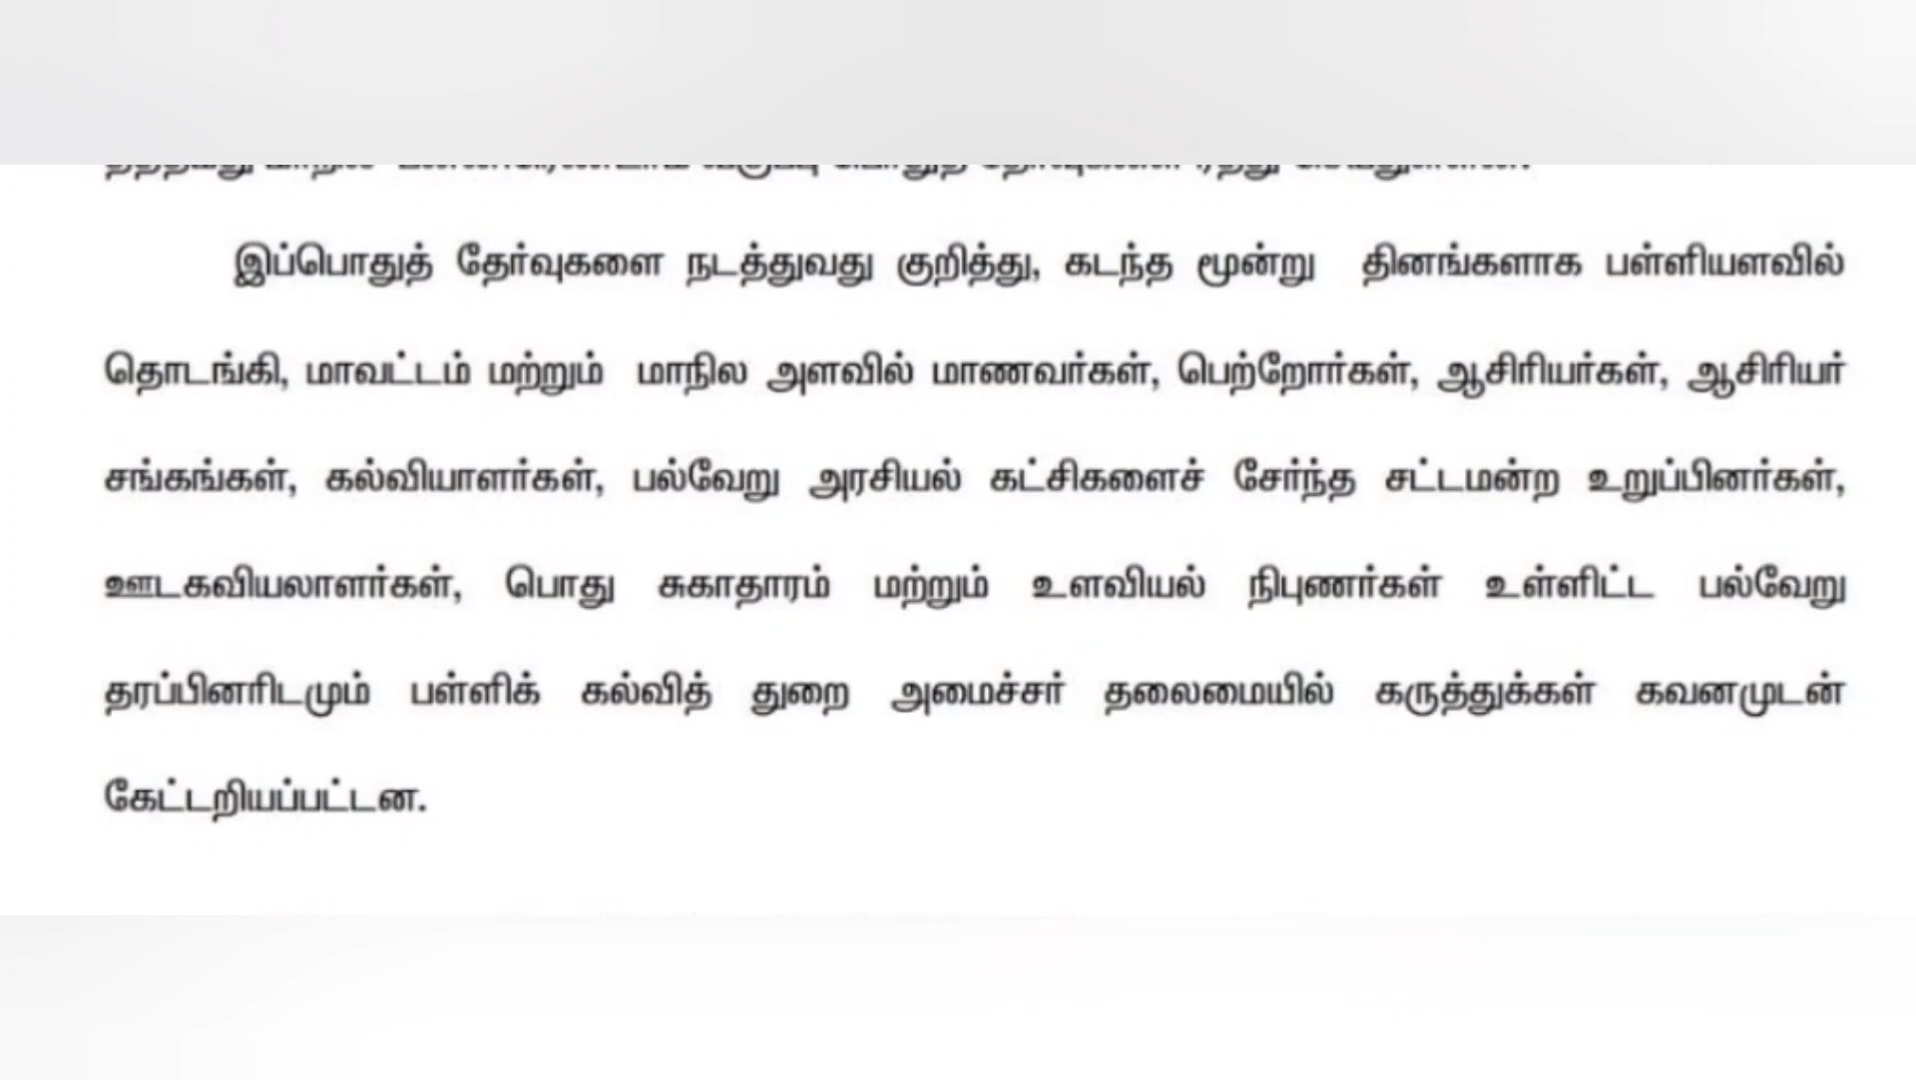 இப்பொதுத் தேர்வுகளை நடத்துவது குறித்து, கடந்த மூன்று தினங்களாக பள்ளியளவில்
தொடங்கி, மாவட்டம் மற்றும் மாநில அளவில் மாணவர்கள், பெற்றோர்கள், ஆசிரியர்கள், ஆசிரியர்
சங்கங்கள், கல்வியாளர்கள், பல்வேறு அரசியல் கட்சிகளைச் சேர்ந்த சட்டமன்ற உறுப்பினர்கள்,
ஊடகவியலாளர்கள், பொது சுகாதாரம் மற்றும் உளவியல் நிபுணர்கள் உள்ளிட்ட பல்வேறு
தரப்பினரிடமும் பள்ளிக் கல்வித் துறை அமைச்சர் தலைமையில் கருத்துக்கள் கவனமுடன்
கேட்டறியப்பட்டன.